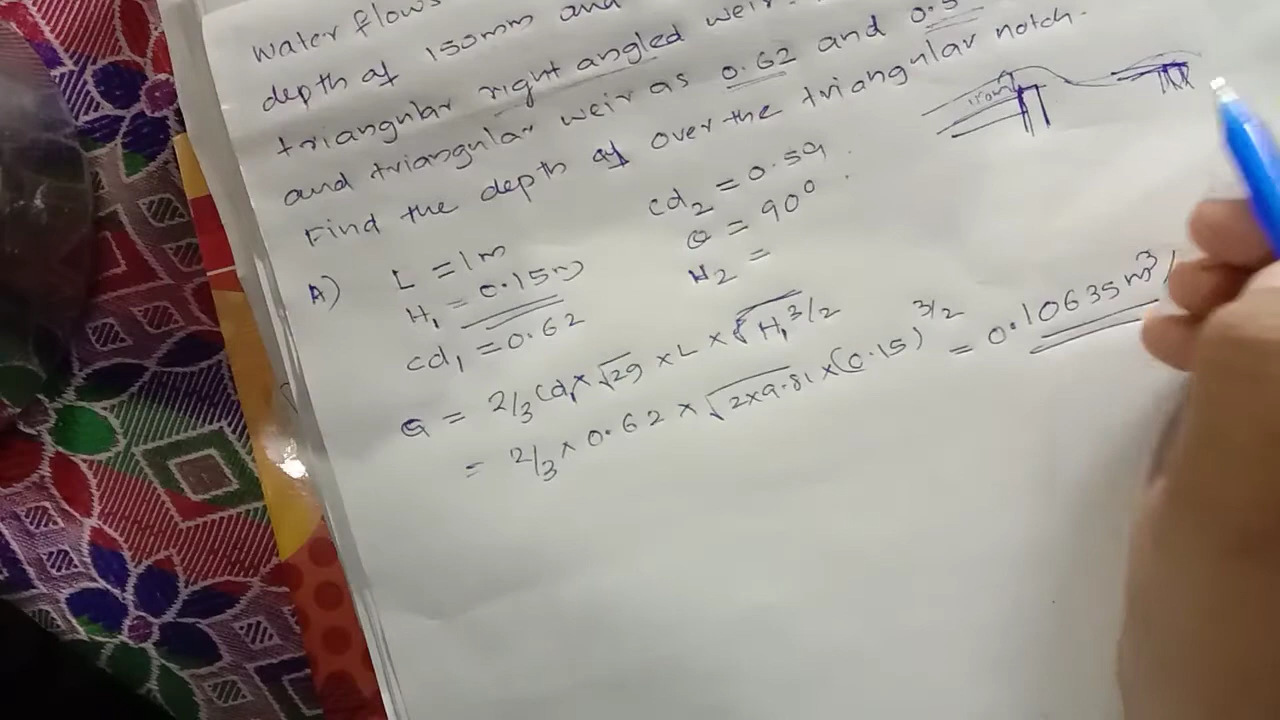 water flows
depth of 150mm and
triangular right angled weir.
and triangular weir as 0.62 and 0.5
Find the depth of over the triangular notch.
A) L = 1m
H₁ = 0.15m
cd₁ = 0.62
cd₂ = 0.59
θ = 90°
H₂ =
Q = 2/3 Cd₁ × √2g × L × H₁^3/2
= 2/3 × 0.62 × √2×9.81 × (0.15)^3/2 = 0.10635 m³/